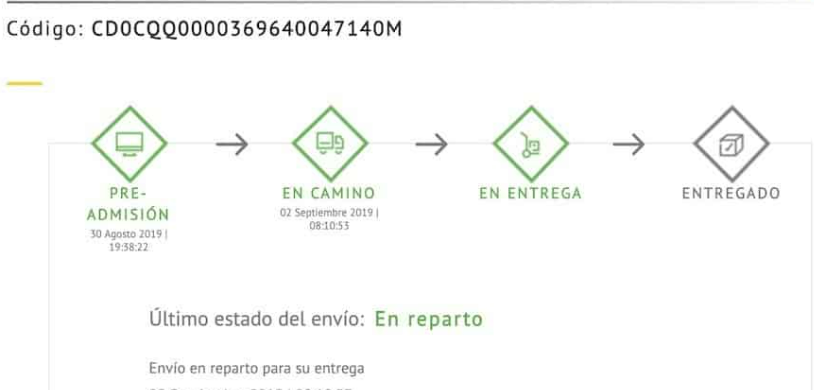 Código: CD0CQQ0000369640047140M
PRE-
ADMISIÓN
30 Agosto 2019 |
19:38:22
EN CAMINO
02 Septiembre 2019 |
08:10:53
EN ENTREGA
ENTREGADO
Último estado del envío: En reparto
Envío en reparto para su entrega